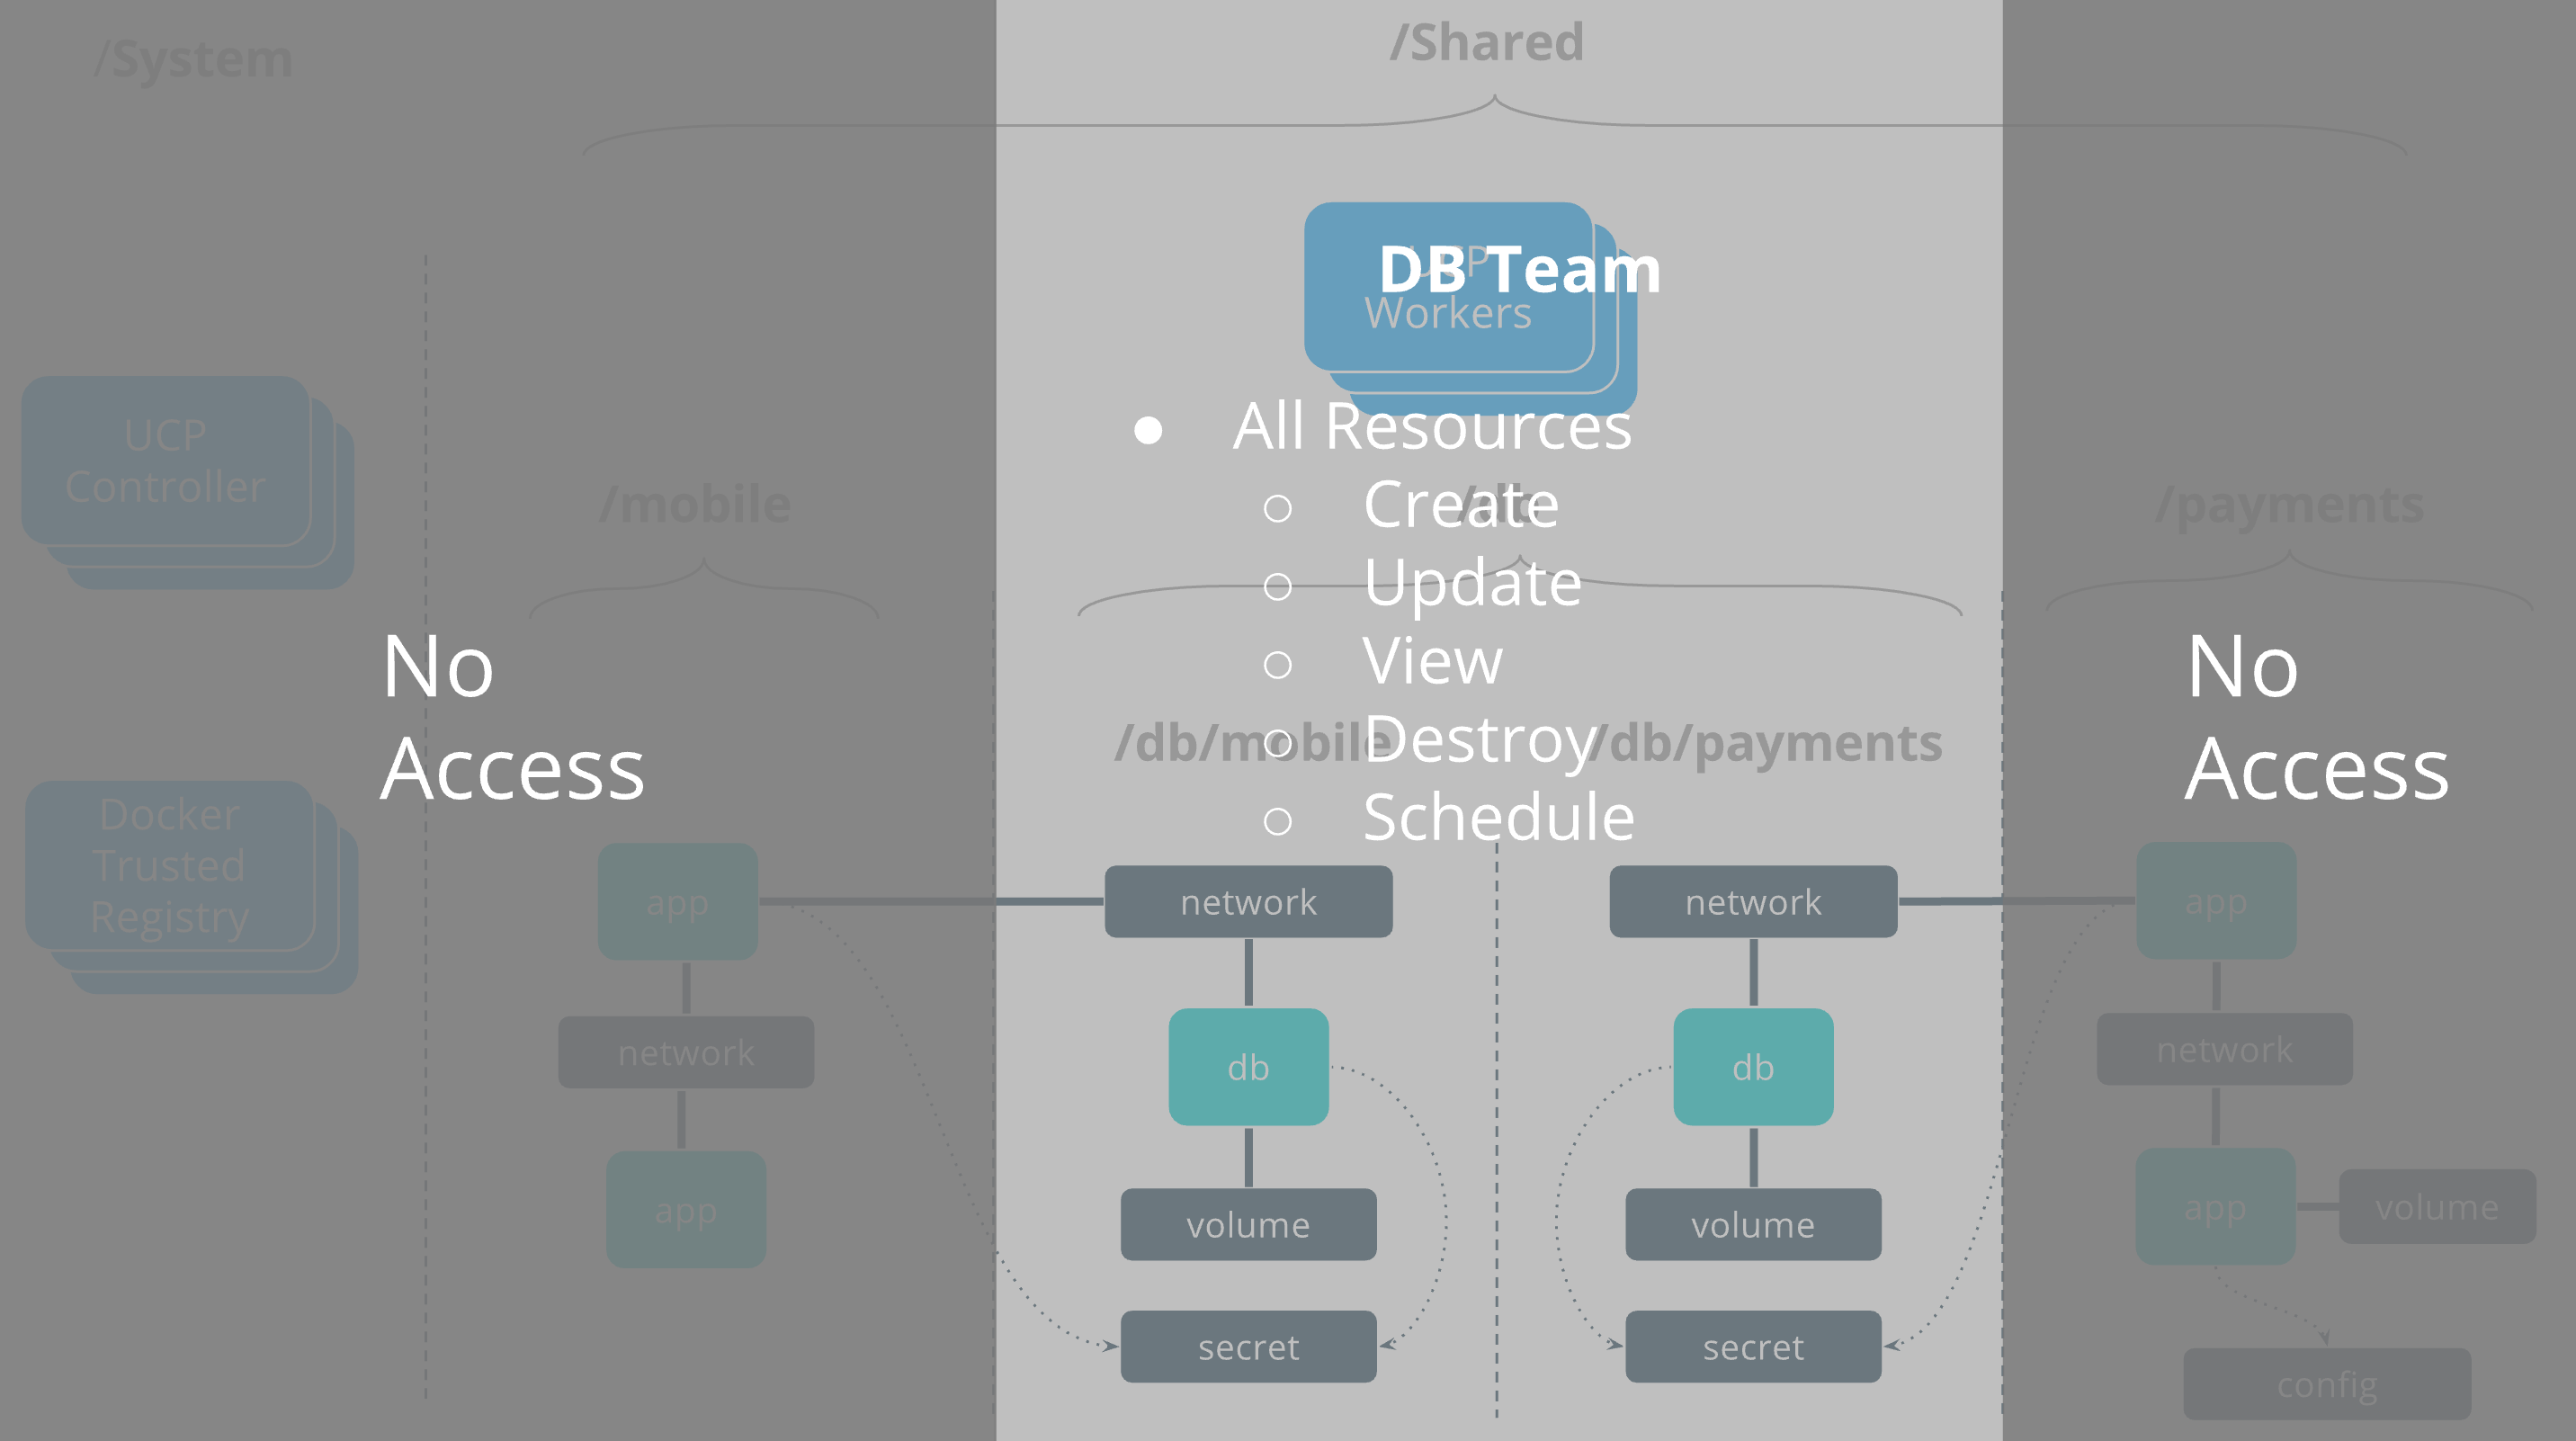 /System
/Shared
UCP
Workers
DB Team
UCP
Controller
Docker
Trusted
Registry
/mobile
/db
/payments
No
Access
● All Resources
○ Create
○ Update
○ View
○ Destroy
○ Schedule
No
Access
/db/mobile
/db/payments
app
network
app
network
db
volume
secret
network
db
volume
secret
app
network
app
volume
config